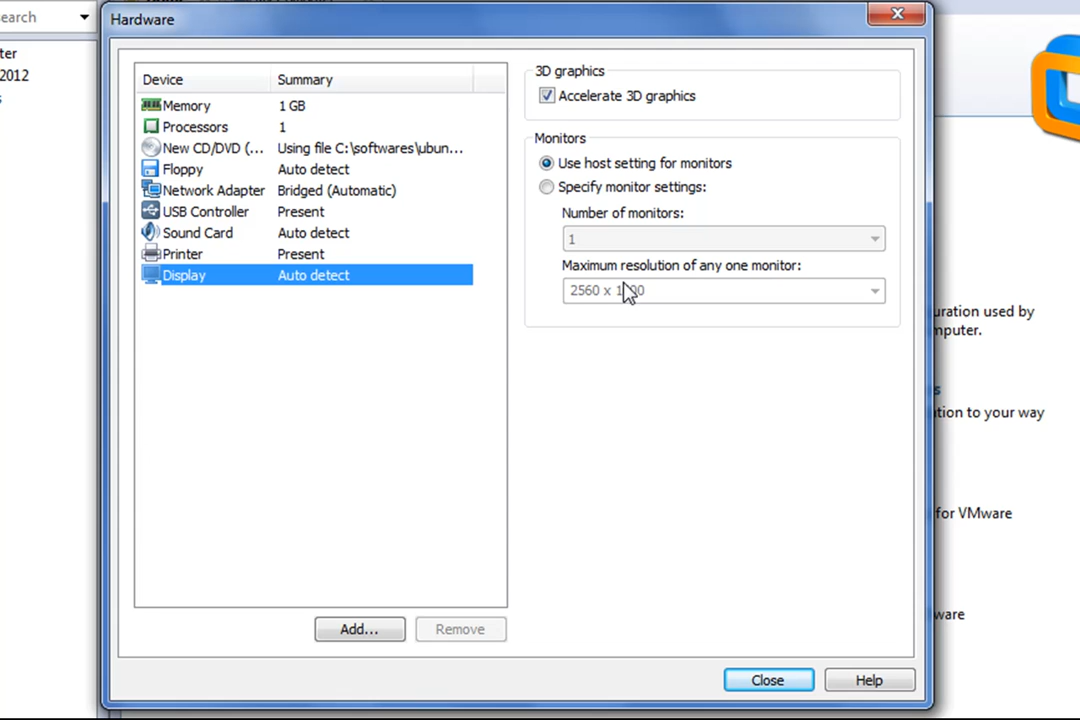 earch
Hardware
ter
2012
s
Device Summary
Memory 1 GB
Processors 1
New CD/DVD (... Using file C:\softwares\ubun...
Floppy Auto detect
Network Adapter Bridged (Automatic)
USB Controller Present
Sound Card Auto detect
Printer Present
Display Auto detect
Add...
Remove
3D graphics
Accelerate 3D graphics
Monitors
Use host setting for monitors
Specify monitor settings:
Number of monitors:
1
Maximum resolution of any one monitor:
2560 x
Close
Help
uration used by
mputer.
s
tion to your way
for VMware
ware